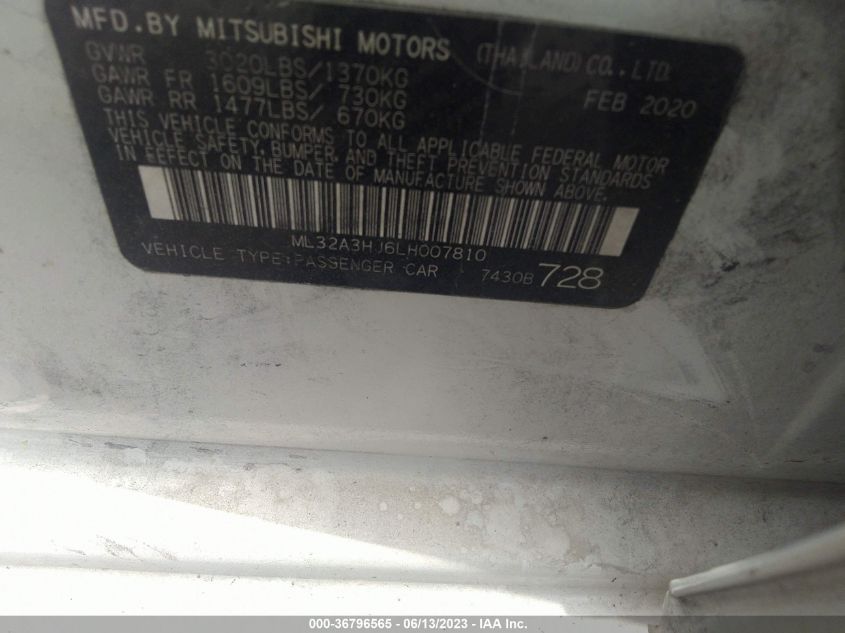 MFD.BY MITSUBISHI MOTORS (THAILAND) CO.,LTD.
GVWR 3020LBS/1370KG
GAWR FR 1609LBS/ 730KG FEB 2020
GAWR RR 1477LBS/ 670KG
THIS VEHICLE CONFORMS TO ALL APPLICABLE FEDERAL MOTOR
VEHICLE SAFETY, BUMPER, AND THEFT PREVENTION STANDARDS
IN EFFECT ON THE DATE OF MANUFACTURE SHOWN ABOVE.
ML32A3HJ6LH007810
VEHICLE TYPE:PASSENGER CAR 7430B 728
000-36796565 - 06/13/2023 - IAA Inc.